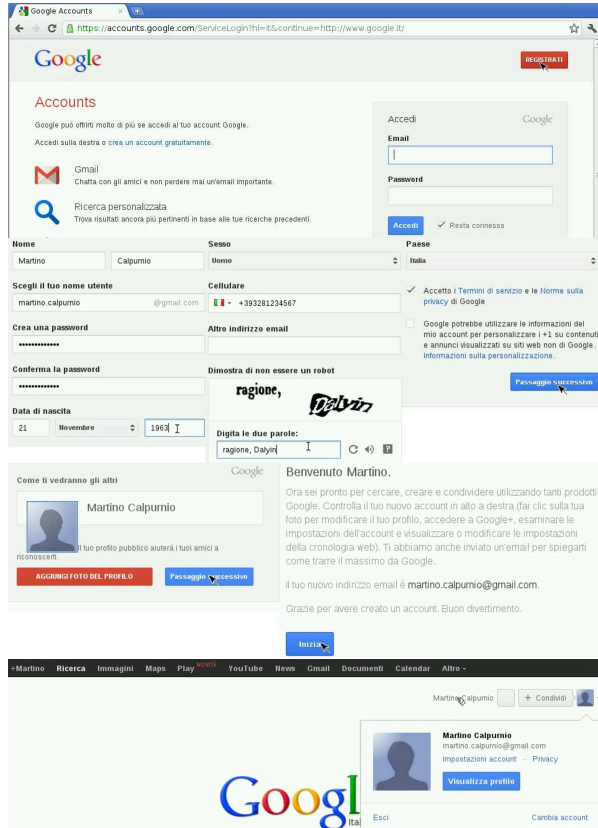 Google Accounts
https://accounts.google.com/ServiceLogin?hl=it&continue=http://www.google.it/
Google
REGISTRATI
Accounts
Google può offrirti molto di più se accedi al tuo account Google.
Accedi sulla destra o crea un account gratuitamente.
Gmail
Chatta con gli amici e non perdere mai un'email importante.
Ricerca personalizzata
Trova risultati ancora più pertinenti in base alle tue ricerche precedenti.
Accedi Google
Email
Password
Accedi Resta connesso
Nome
Martino Calpurnio
Scegli il tuo nome utente
martino.calpurnio @gmail.com
Crea una password
Conferma la password
Data di nascita
21 Novembre 1963
Sesso
Uomo
Cellulare
+393281234567
Altro indirizzo email
Dimostra di non essere un robot
ragione, Dalyin
Digita le due parole:
ragione, Dalyin
Paese
Italia
Accetto i Termini di servizio e le Norme sulla
privacy di Google
Google potrebbe utilizzare le informazioni del
mio account per personalizzare i +1 su contenuti
e annunci visualizzati su siti web non di Google.
Informazioni sulla personalizzazione.
Passaggio successivo
Come ti vedranno gli altri
Google
Martino Calpurnio
Il tuo profilo pubblico aiuterà i tuoi amici a
riconoscerti.
AGGIUNGI FOTO DEL PROFILO Passaggio successivo
Benvenuto Martino.
Ora sei pronto per cercare, creare e condividere utilizzando tanti prodotti
Google. Controlla il tuo nuovo account in alto a destra (fai clic sulla tua
foto per modificare il tuo profilo, accedere a Google+, esaminare le
impostazioni dell'account e visualizzare o modificare le impostazioni
della cronologia web). Ti abbiamo anche inviato un'email per spiegarti
come trarre il massimo da Google.
Il tuo nuovo indirizzo email è martino.calpurnio@gmail.com.
Grazie per avere creato un account. Buon divertimento.
Inizia
+Martino Ricerca Immagini Maps Play NOVITÀ YouTube News Gmail Documenti Calendar Altro
Martino Calpurnio + Condividi
Martino Calpurnio
martino.calpurnio@gmail.com
Impostazioni account – Privacy
Visualizza profilo
Esci Cambia account
Googl
Ital